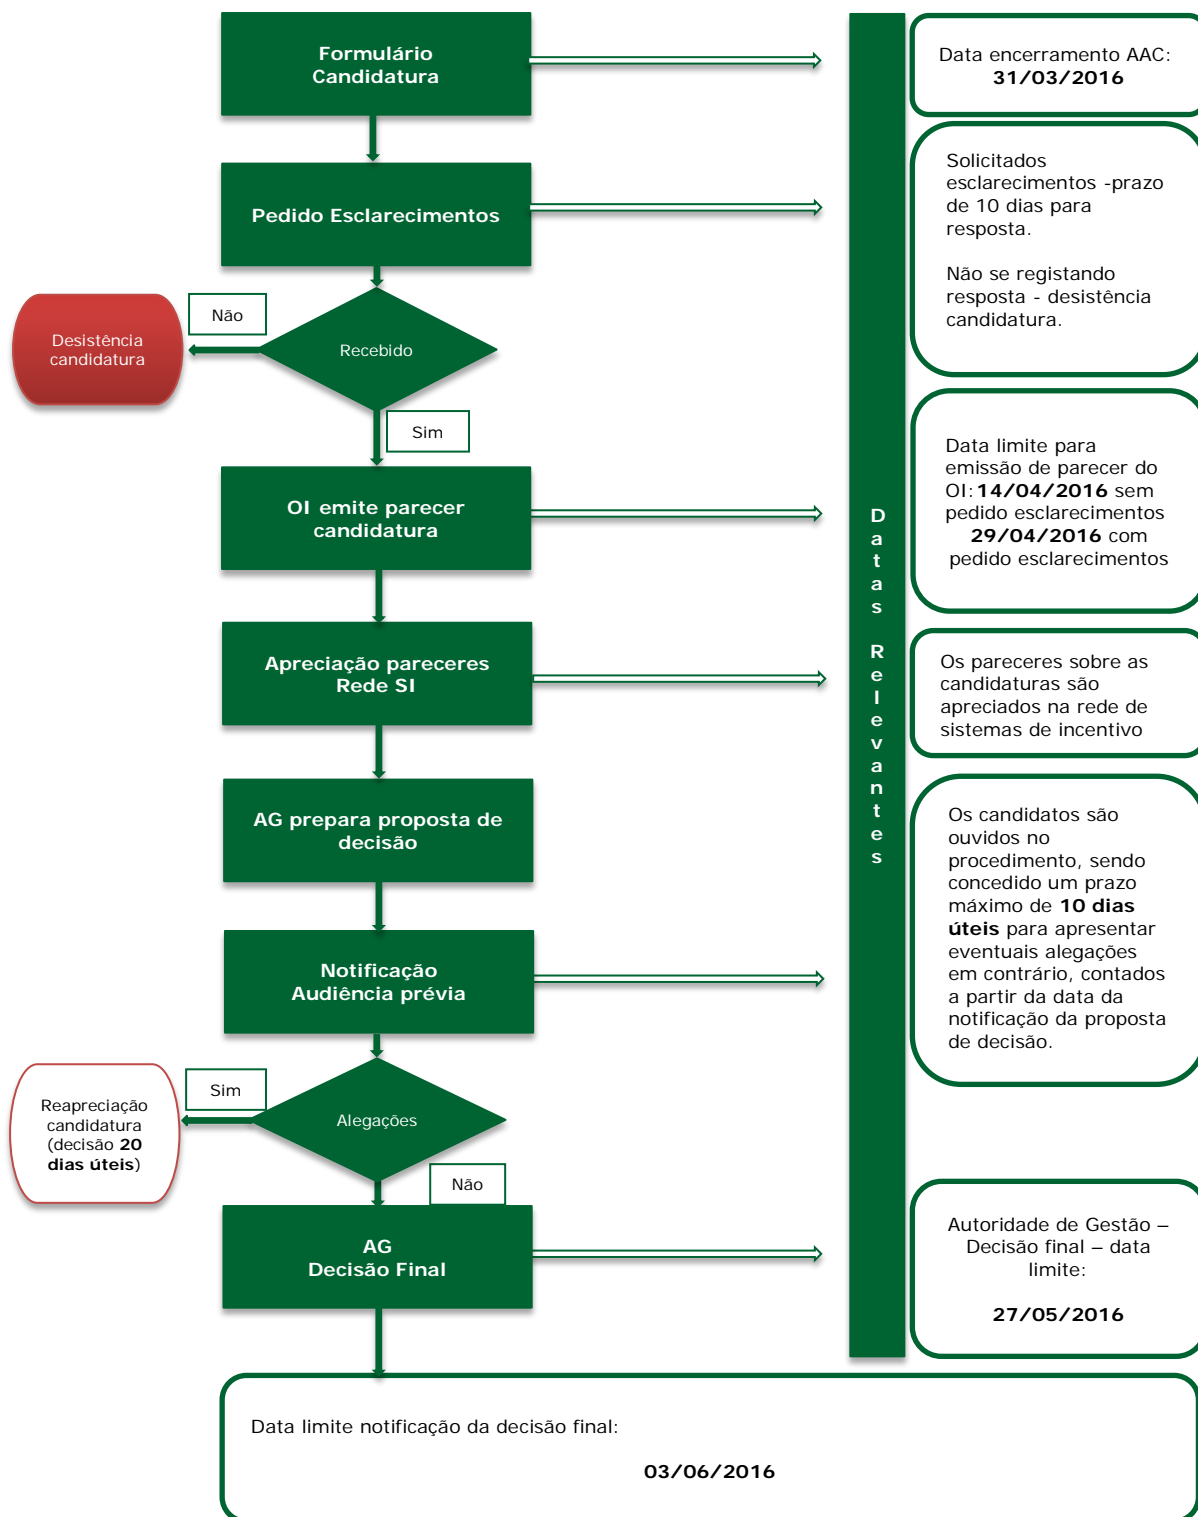 Formulário
Candidatura
Data encerramento AAC:
31/03/2016
Pedido Esclarecimentos
Solicitados
esclarecimentos -prazo
de 10 dias para
resposta.
Não se registando
resposta - desistência
candidatura.
Não
Desistência
candidatura
Recebido
Sim
OI emite parecer
candidatura
Data limite para
emissão de parecer do
OI: 14/04/2016 sem
pedido esclarecimentos
29/04/2016 com
pedido esclarecimentos
D
a
t
a
s
R
e
l
e
v
a
n
t
e
s
Apreciação pareceres
Rede SI
Os pareceres sobre as
candidaturas são
apreciados na rede de
sistemas de incentivo
AG prepara proposta de
decisão
Os candidatos são
ouvidos no
procedimento, sendo
concedido um prazo
máximo de 10 dias
úteis para apresentar
eventuais alegações
em contrário, contados
a partir da data da
notificação da proposta
de decisão.
Notificação
Audiência prévia
Sim
Reapreciação
candidatura
(decisão 20
dias úteis)
Alegações
Não
AG
Decisão Final
Autoridade de Gestão –
Decisão final – data
limite:
27/05/2016
Data limite notificação da decisão final:
03/06/2016